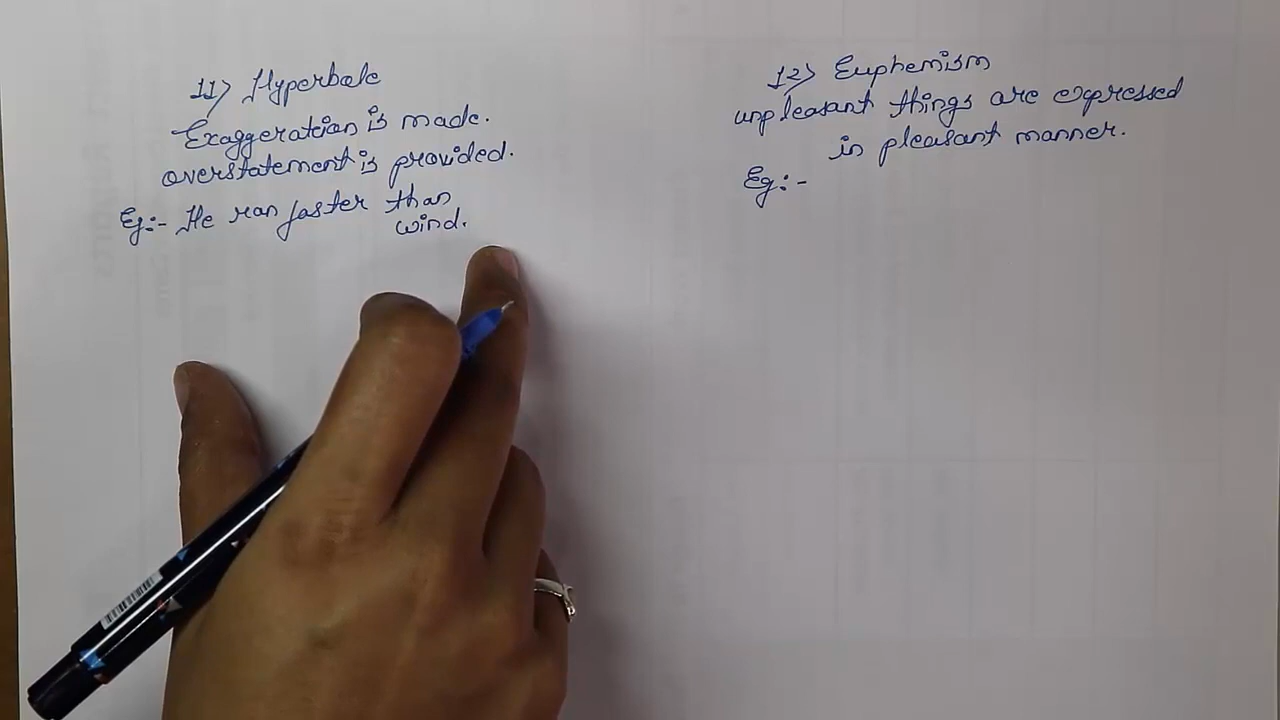 11) Hyperbole
Exaggeration is made.
overstatement is provided.
Eg:- He ran faster than
wind.
12) Euphemism
unpleasant things are expressed
in pleasant manner.
Eg:-